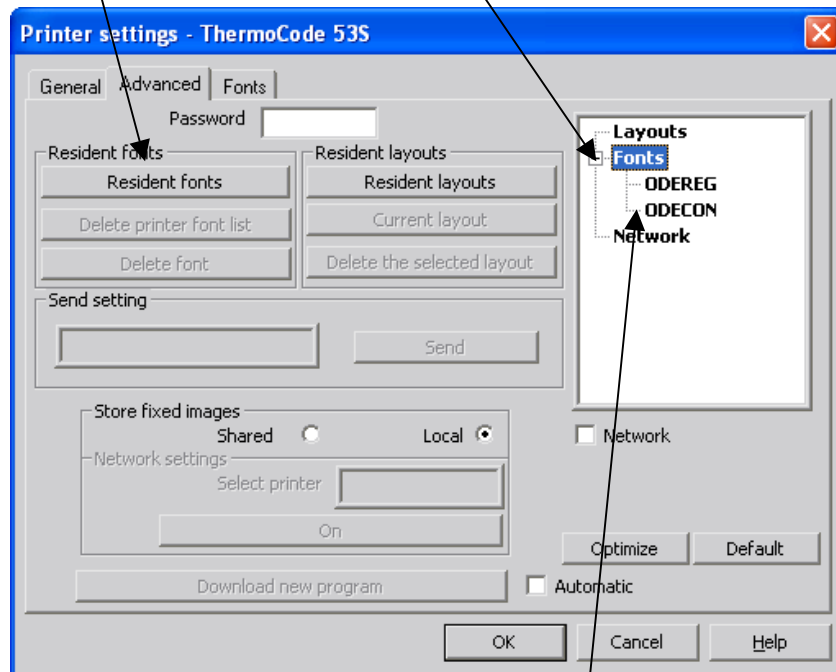 Printer settings - ThermoCode 53S
General Advanced Fonts
Password
Resident fonts
Resident fonts
Delete printer font list
Delete font
Resident layouts
Resident layouts
Current layout
Delete the selected layout
Layouts
Fonts
ODEREG
ODECON
Network
Send setting
Send
Store fixed images
Shared Local
Network settings
Select printer
On
Network
Optimize Default
Download new program Automatic
OK Cancel Help